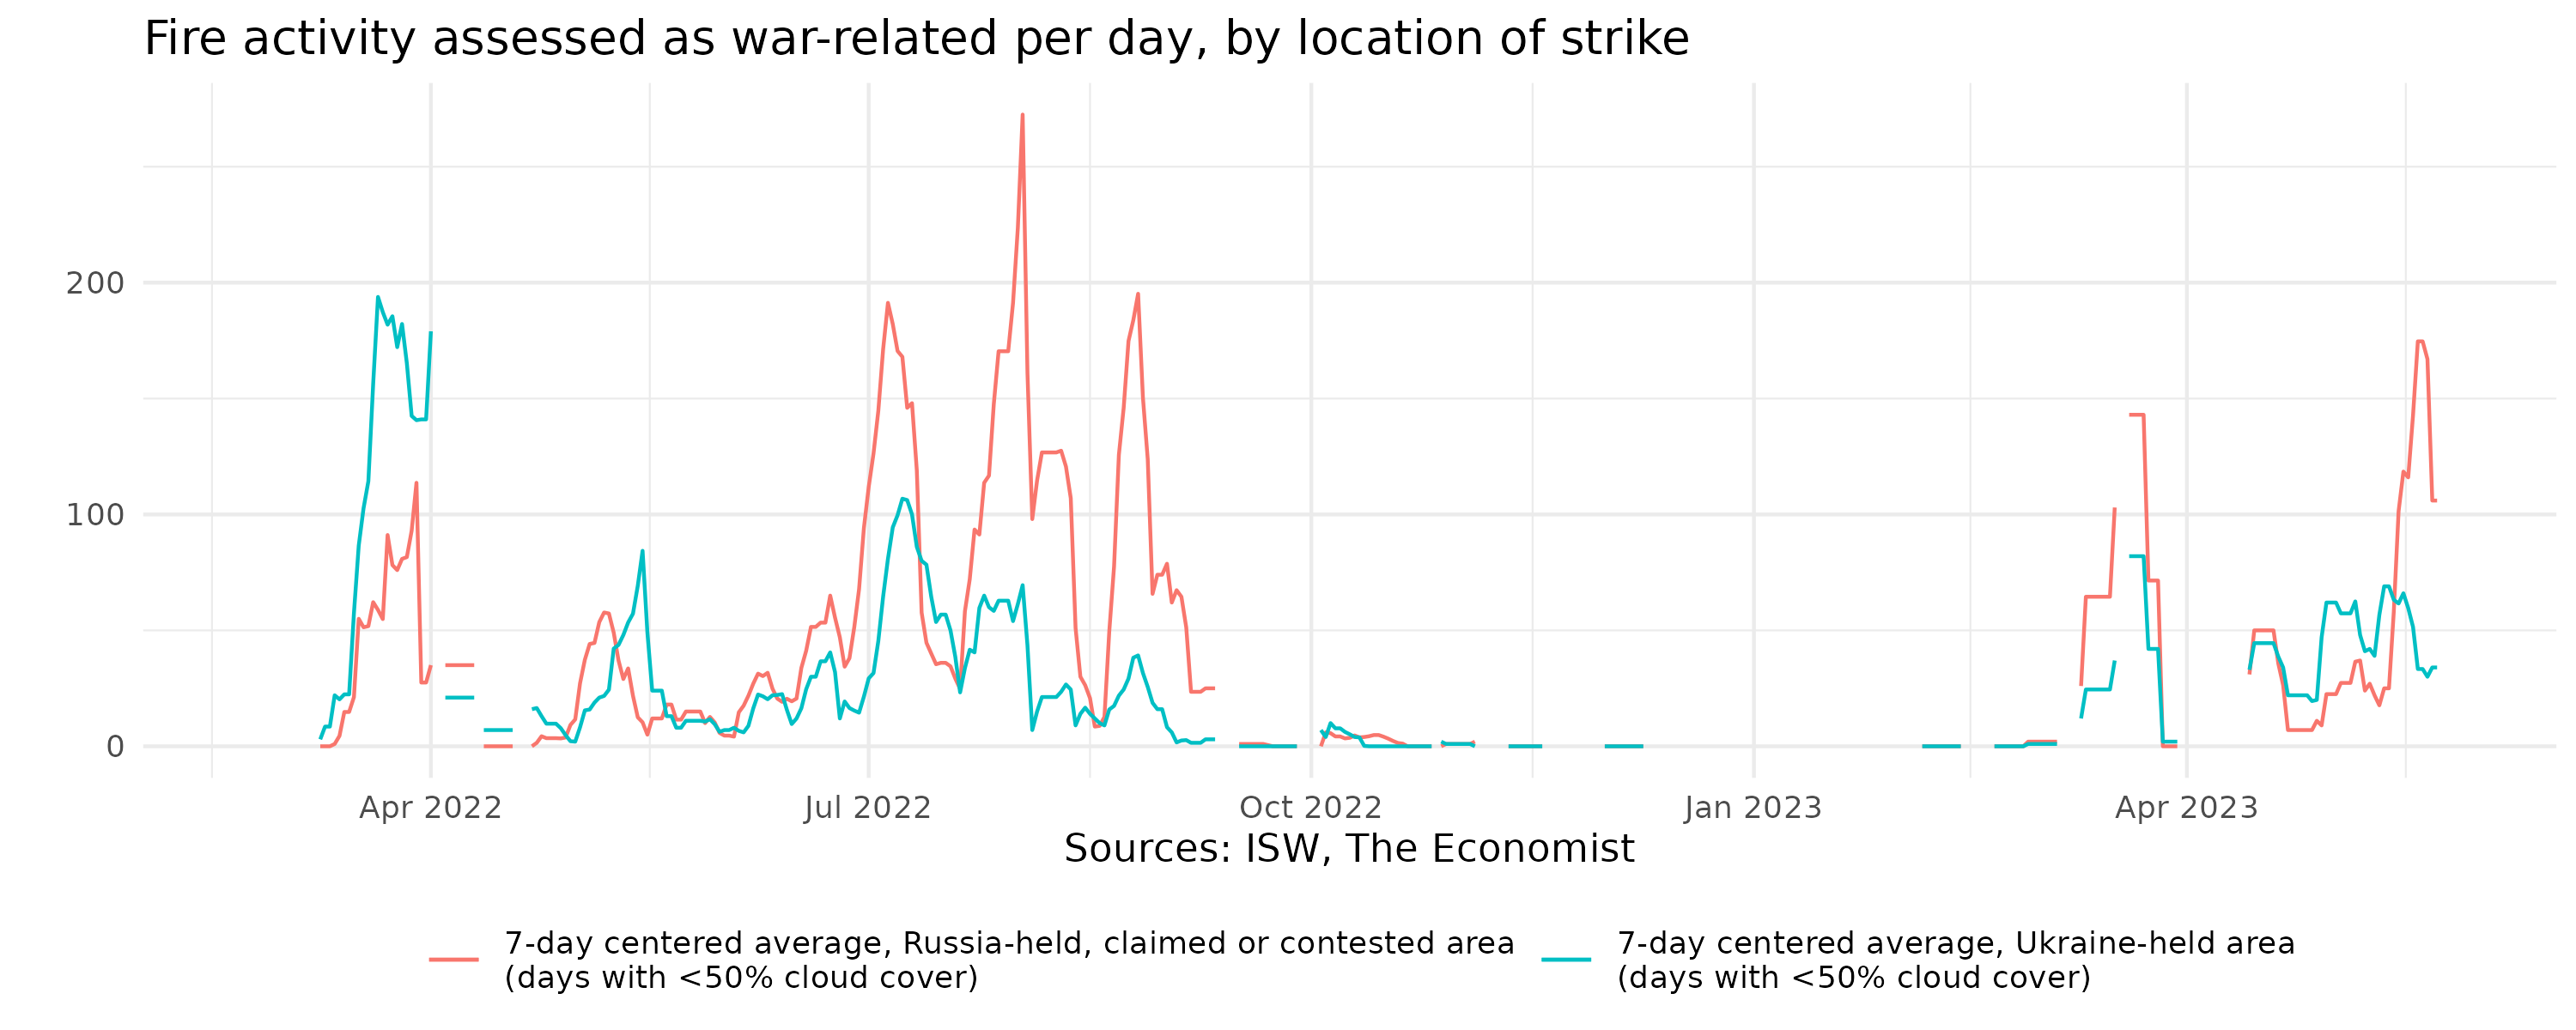 Fire activity assessed as war-related per day, by location of strike
200
100
0
Apr 2022
Jul 2022
Oct 2022
Jan 2023
Apr 2023
Sources: ISW, The Economist
7-day centered average, Russia-held, claimed or contested area
(days with <50% cloud cover)
7-day centered average, Ukraine-held area
(days with <50% cloud cover)